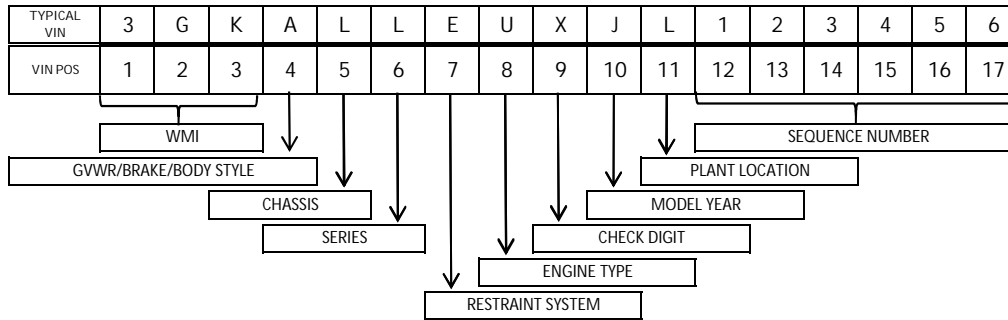 TYPICAL VIN 3 G K A L L E U X J L 1 2 3 4 5 6
VIN POS 1 2 3 4 5 6 7 8 9 10 11 12 13 14 15 16 17
WMI SEQUENCE NUMBER
GVWR/BRAKE/BODY STYLE PLANT LOCATION
CHASSIS MODEL YEAR
SERIES CHECK DIGIT
ENGINE TYPE
RESTRAINT SYSTEM